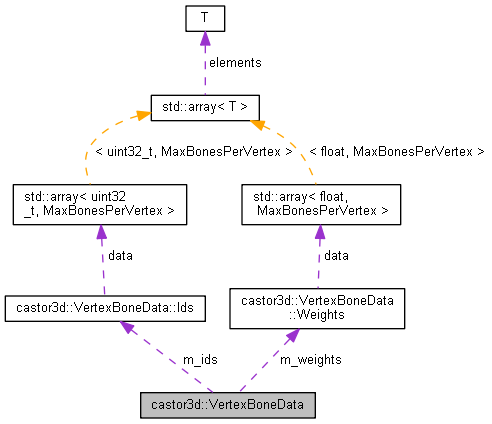 T
elements
std::array< T >
< uint32_t, MaxBonesPerVertex >
< float, MaxBonesPerVertex >
std::array< uint32
_t, MaxBonesPerVertex >
std::array< float,
MaxBonesPerVertex >
data
data
castor3d::VertexBoneData::Ids
castor3d::VertexBoneData
::Weights
m_ids
m_weights
castor3d::VertexBoneData